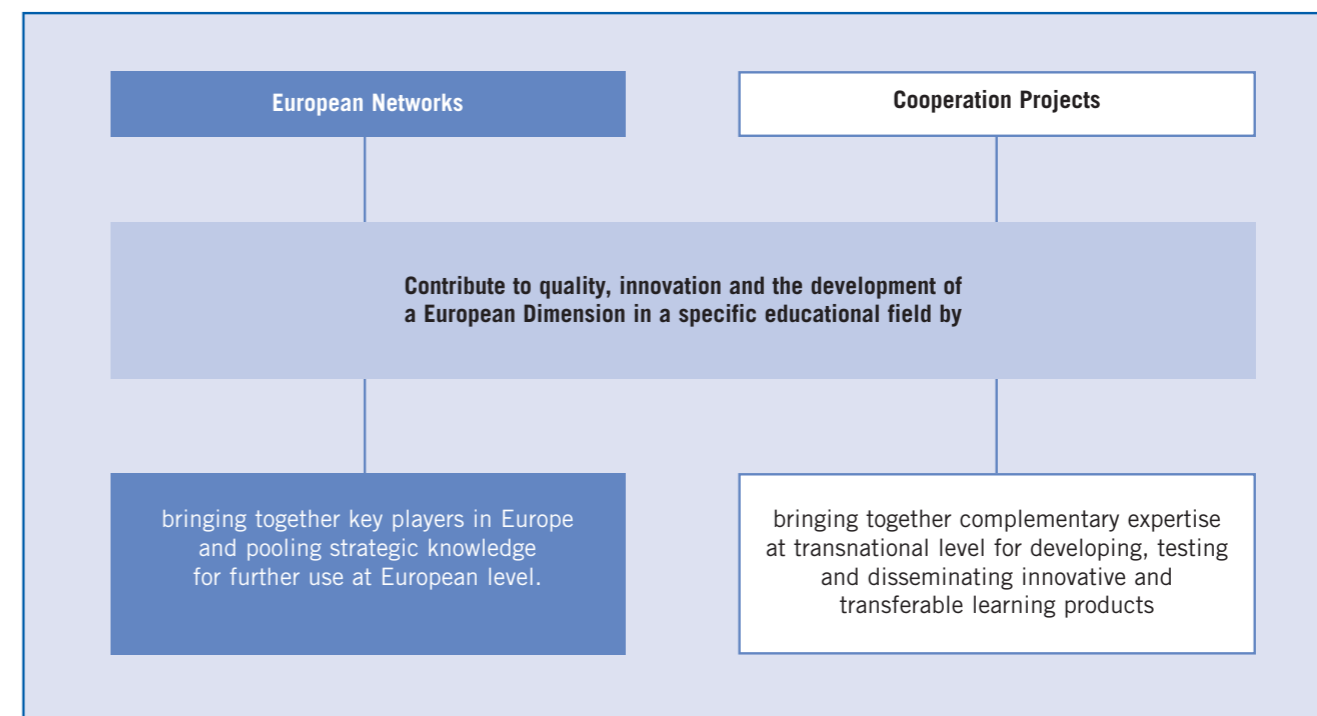 European Networks
Cooperation Projects
Contribute to quality, innovation and the development of
a European Dimension in a specific educational field by
bringing together key players in Europe
and pooling strategic knowledge
for further use at European level.
bringing together complementary expertise
at transnational level for developing, testing
and disseminating innovative and
transferable learning products